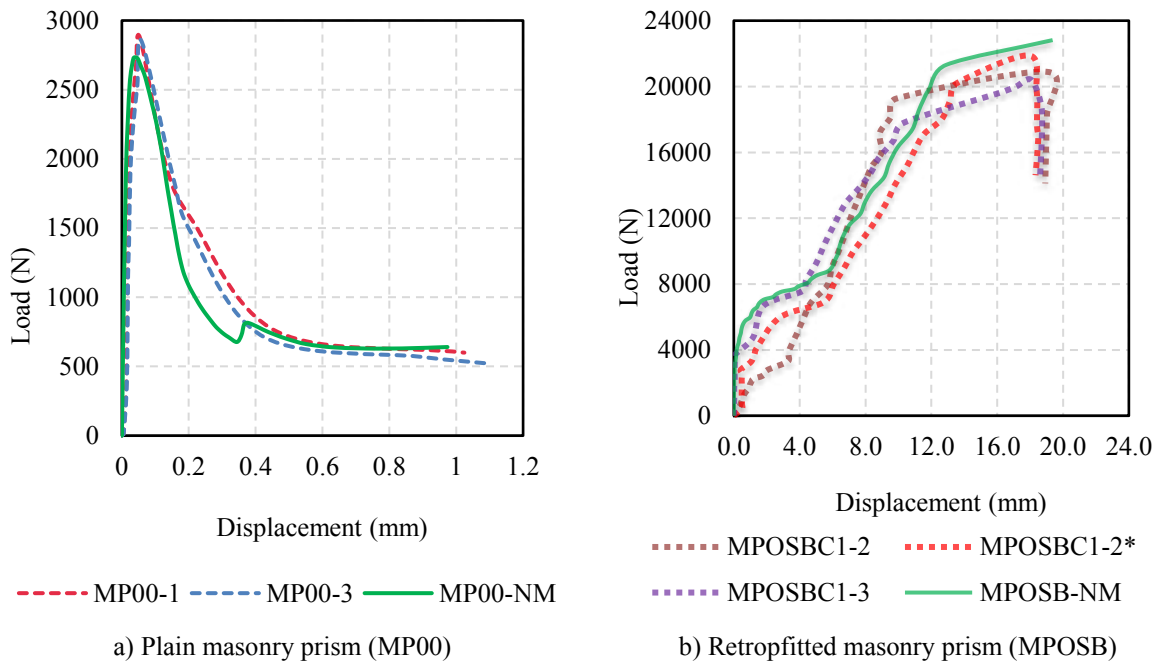 3000
2500
2000
1500
1000
500
0
Load (N)
0 0.2 0.4 0.6 0.8 1 1.2
Displacement (mm)
MP00-1 MP00-3 MP00-NM
a) Plain masonry prism (MP00)
24000
20000
16000
12000
8000
4000
0
Load (N)
0.0 4.0 8.0 12.0 16.0 20.0 24.0
Displacement (mm)
MPOSBC1-2 MPOSBC1-2*
MPOSBC1-3 MPOSB-NM
b) Retropfitted masonry prism (MPOSB)